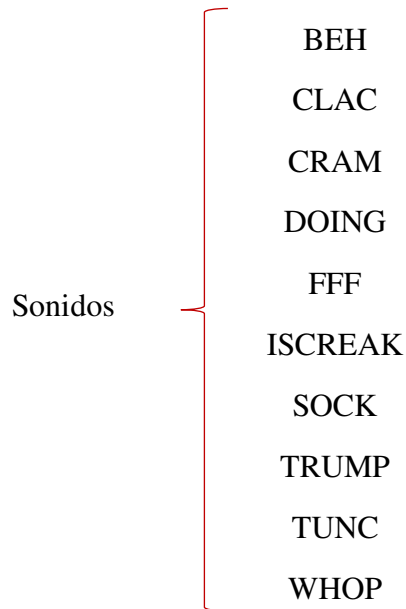 BEH
CLAC
CRAM
DOING
FFF
Sonidos
ISCREAK
SOCK
TRUMP
TUNC
WHOP